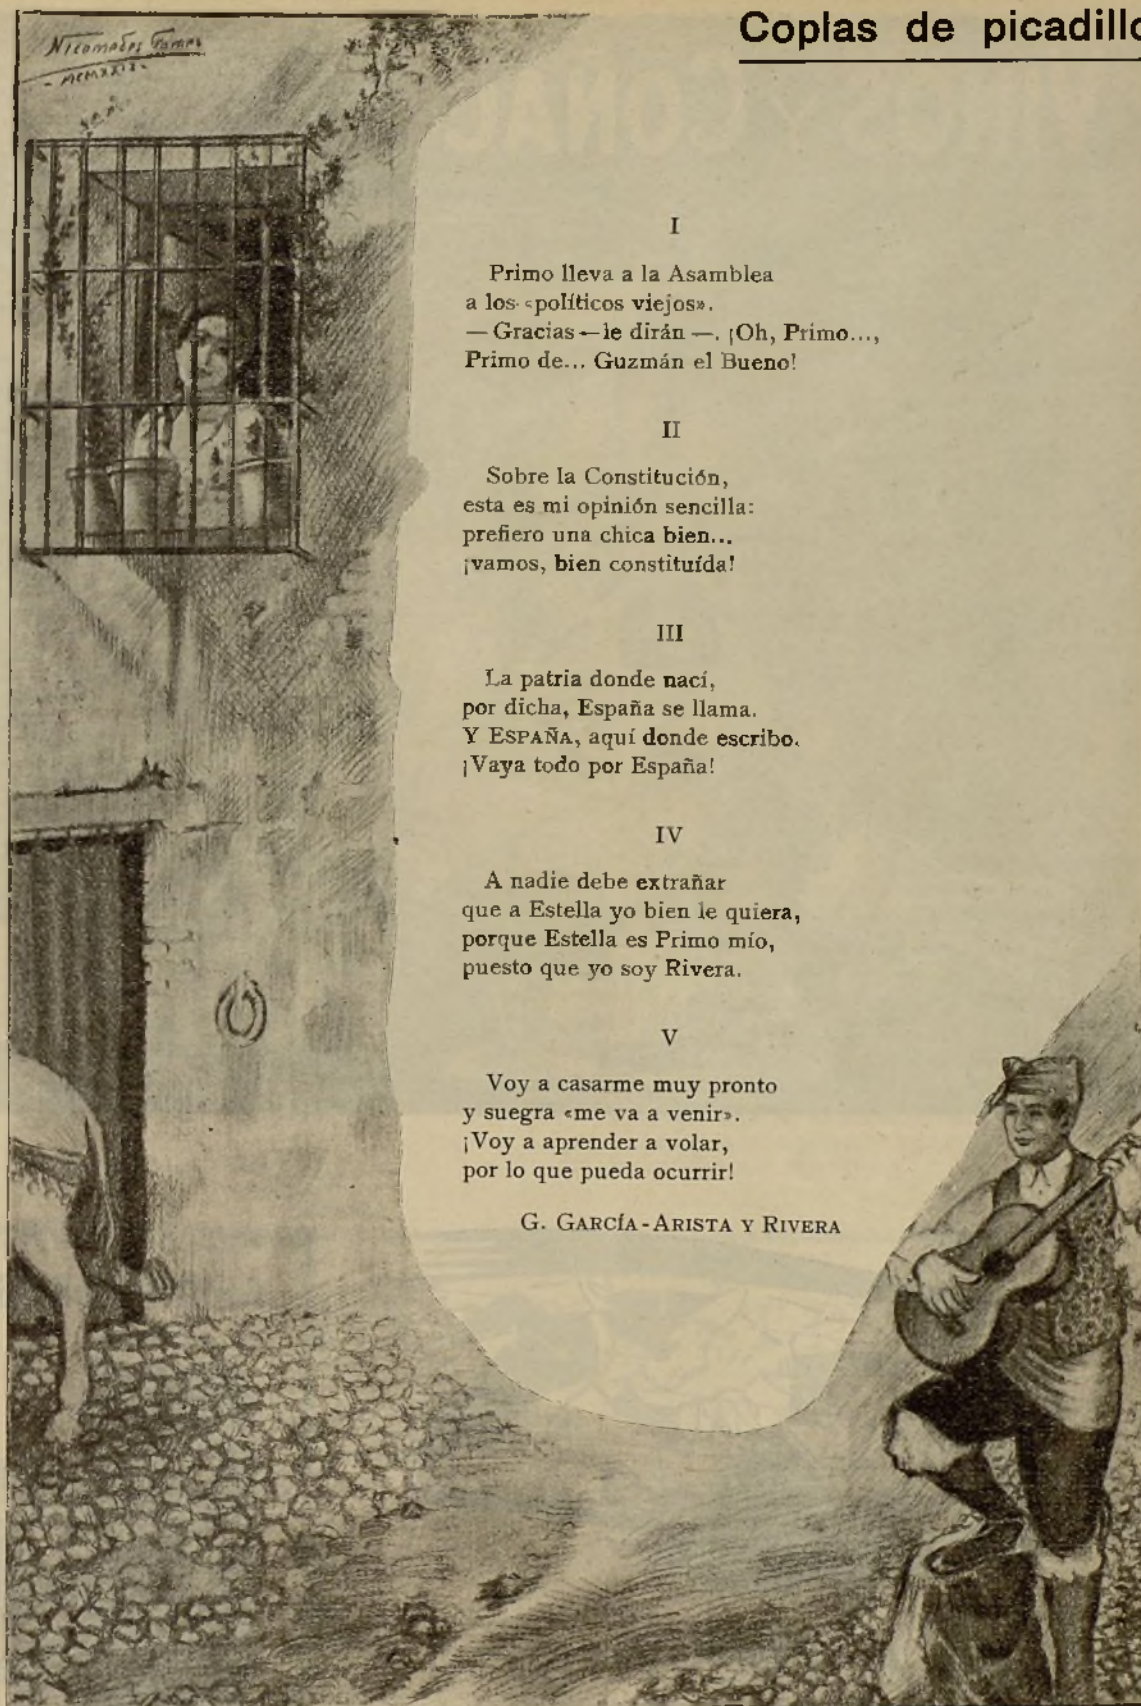 Coplas de picadillo
Nicomedes
- MCMXXIX -
I
Primo lleva a la Asamblea
a los «políticos viejos».
— Gracias — le dirán —. ¡Oh, Primo...,
Primo de... Guzmán el Bueno!
II
Sobre la Constitución,
esta es mi opinión sencilla:
prefiero una chica bien...
¡vamos, bien constituída!
III
La patria donde nací,
por dicha, España se llama.
Y ESPAÑA, aquí donde escribo.
¡Vaya todo por España!
IV
A nadie debe extrañar
que a Estella yo bien le quiera,
porque Estella es Primo mío,
puesto que yo soy Rivera.
V
Voy a casarme muy pronto
y suegra «me va a venir».
¡Voy a aprender a volar,
por lo que pueda ocurrir!
G. GARCÍA-ARISTA Y RIVERA